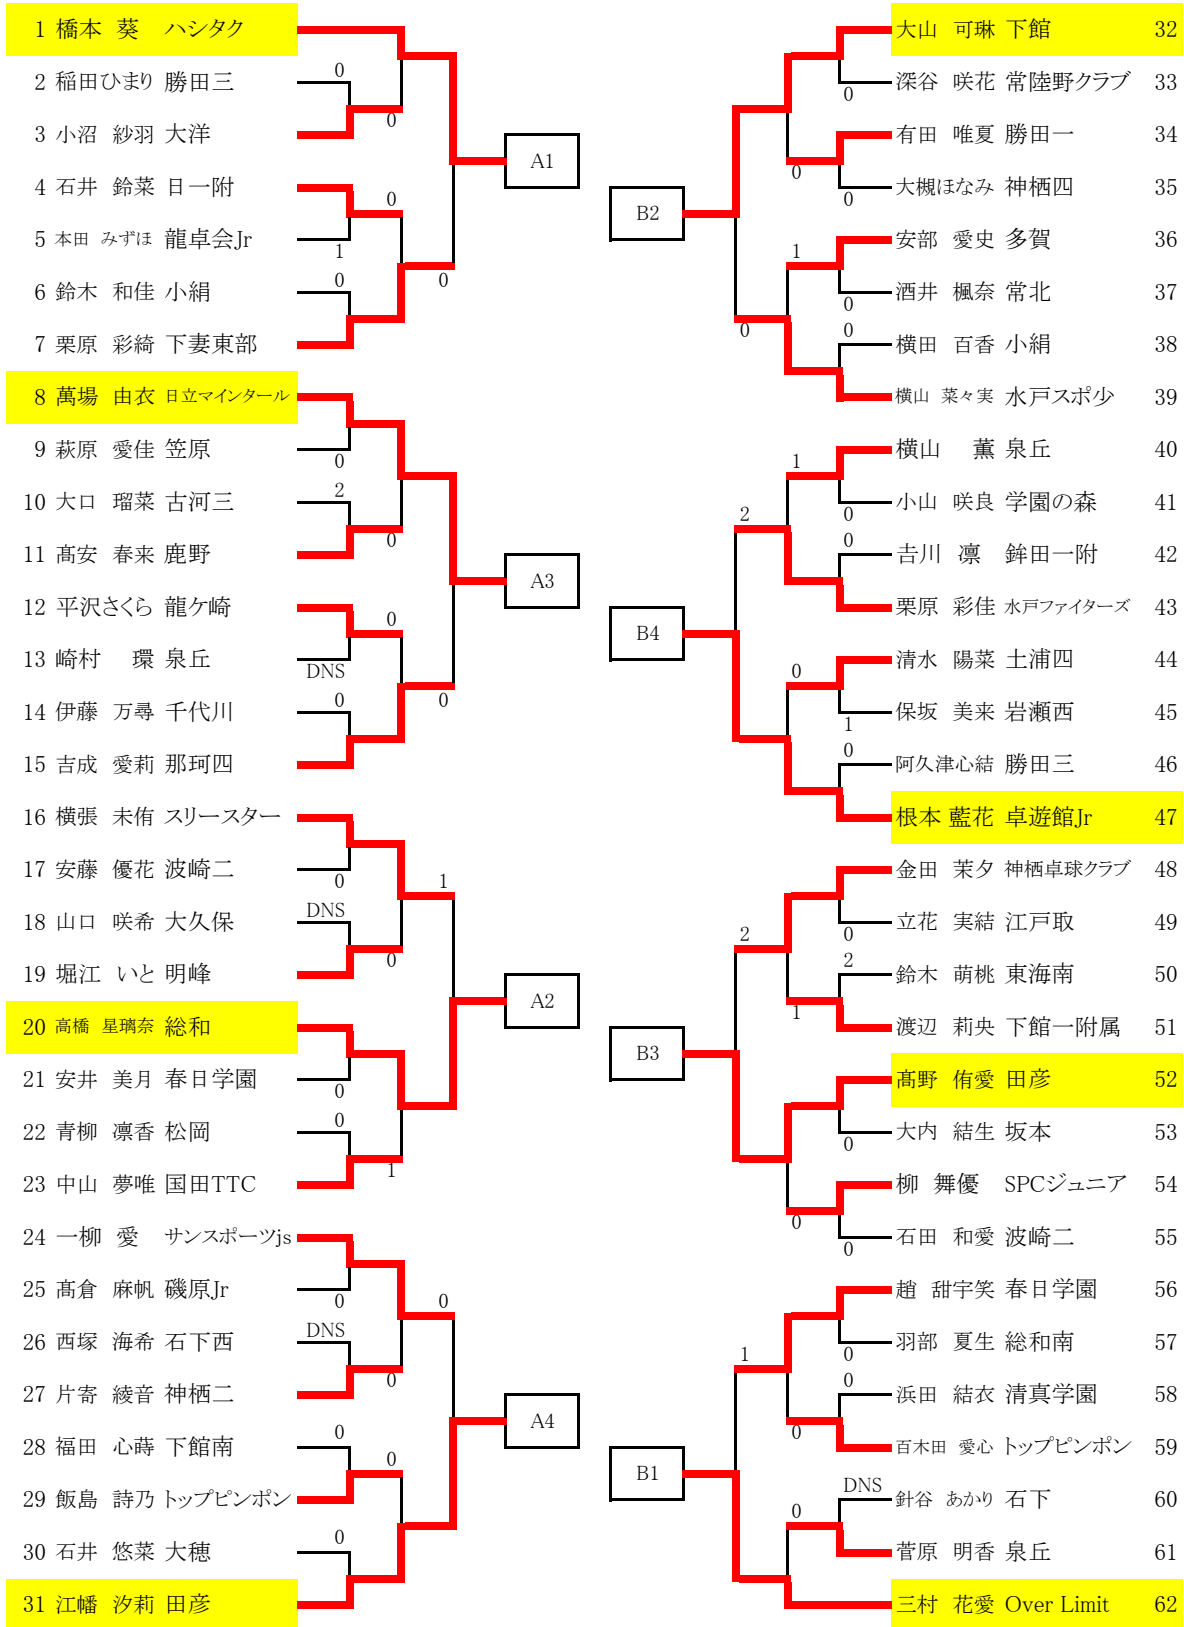 1 橋本 葵 ハシタク
0
2 稲田ひまり 勝田三
0
3 小沼 紗羽 大洋
A1
4 石井 鈴菜 日一附
0
5 本田 みずほ 龍卓会Jr
1
0
6 鈴木 和佳 小絹
0
7 栗原 彩綺 下妻東部
8 萬場 由衣 日立マインタール
9 萩原 愛佳 笠原
0
2
10 大口 瑠菜 古河三
0
11 髙安 春来 鹿野
A3
12 平沢さくら 龍ケ崎
0
13 崎村 環 泉丘
DNS
0
14 伊藤 万尋 千代川
0
15 吉成 愛莉 那珂四
16 横張 未侑 スリースター
17 安藤 優花 波崎二
0
1
DNS
18 山口 咲希 大久保
0
19 堀江 いと 明峰
A2
20 高橋 星璃奈 総和
21 安井 美月 春日学園
0
0
22 青柳 凛香 松岡
1
23 中山 夢唯 国田TTC
24 一柳 愛 サンスポーツjs
25 髙倉 麻帆 磯原Jr
0
0
DNS
26 西塚 海希 石下西
0
27 片寄 綾音 神栖二
A4
0
28 福田 心蒔 下館南
0
29 飯島 詩乃 トップピンポン
0
30 石井 悠菜 大穂
31 江幡 汐莉 田彦
大山 可琳 下館 32
深谷 咲花 常陸野クラブ 33
0
有田 唯夏 勝田一 34
0
大槻ほなみ 神栖四 35
0
B2
安部 愛史 多賀 36
1
酒井 楓奈 常北 37
0
0
0
横田 百香 小絹 38
横山 菜々実 水戸スポ少 39
横山 薫 泉丘 40
1
小山 咲良 学園の森 41
0
2
0
吉川 凛 鉾田一附 42
栗原 彩佳 水戸ファイターズ 43
B4
清水 陽菜 土浦四 44
0
保坂 美来 岩瀬西 45
1
0
阿久津心結 勝田三 46
根本 藍花 卓遊館Jr 47
金田 茉夕 神栖卓球クラブ 48
立花 実結 江戸取 49
0
2
2
鈴木 萌桃 東海南 50
1
渡辺 莉央 下館一附属 51
B3
髙野 侑愛 田彦 52
大内 結生 坂本 53
0
柳 舞優 SPCジュニア 54
0
石田 和愛 波崎二 55
0
趙 甜宇笑 春日学園 56
羽部 夏生 総和南 57
0
1
0
浜田 結衣 清真学園 58
0
百木田 愛心 トップピンポン 59
B1
DNS
針谷 あかり 石下 60
0
菅原 明香 泉丘 61
三村 花愛 Over Limit 62